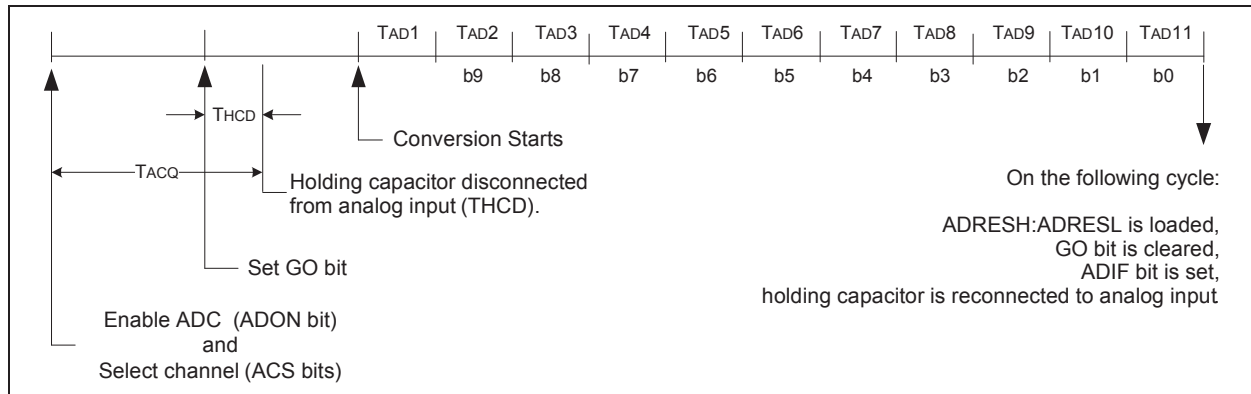 TAD1 TAD2 TAD3 TAD4 TAD5 TAD6 TAD7 TAD8 TAD9 TAD10 TAD11
b9 b8 b7 b6 b5 b4 b3 b2 b1 b0
THCD
Conversion Starts
TACQ
Holding capacitor disconnected
from analog input (THCD).
Set GO bit
Enable ADC (ADON bit)
and
Select channel (ACS bits)
On the following cycle:
ADRESH:ADRESL is loaded,
GO bit is cleared,
ADIF bit is set,
holding capacitor is reconnected to analog input